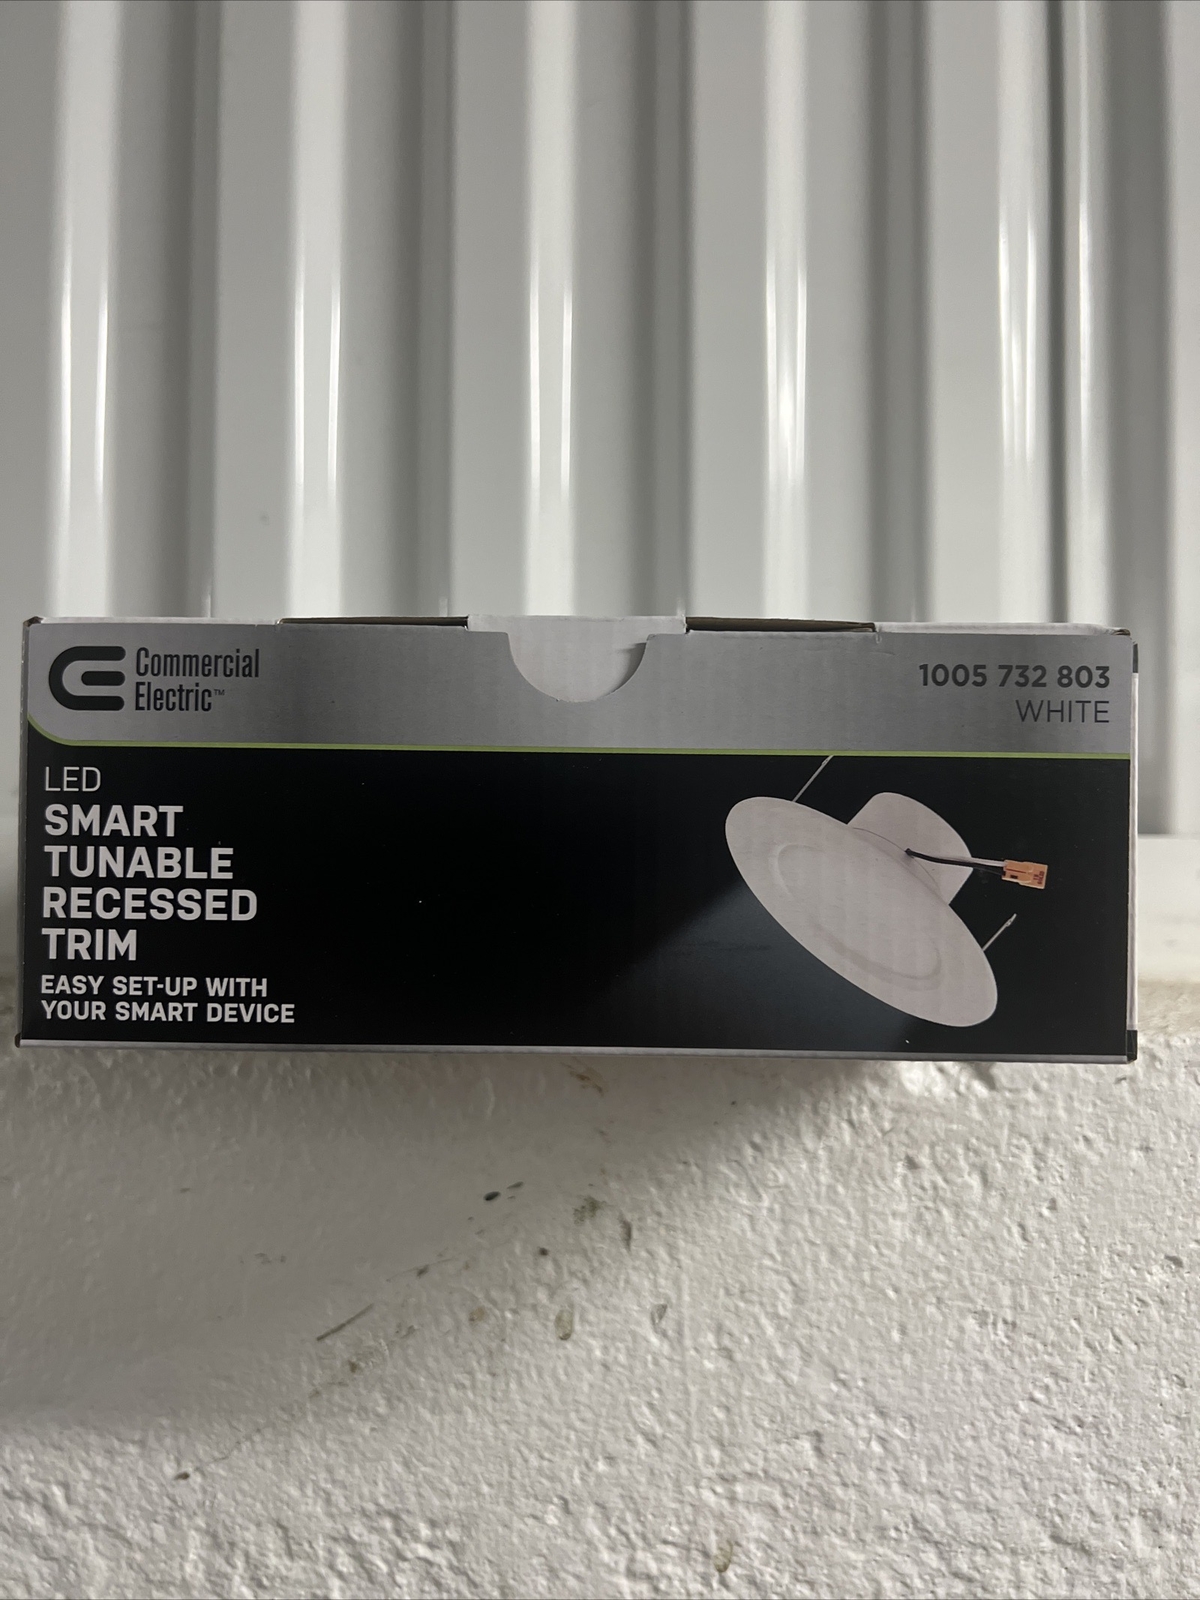 Commercial
Electric™
1005 732 803
WHITE
LED
SMART
TUNABLE
RECESSED
TRIM
EASY SET-UP WITH
YOUR SMART DEVICE